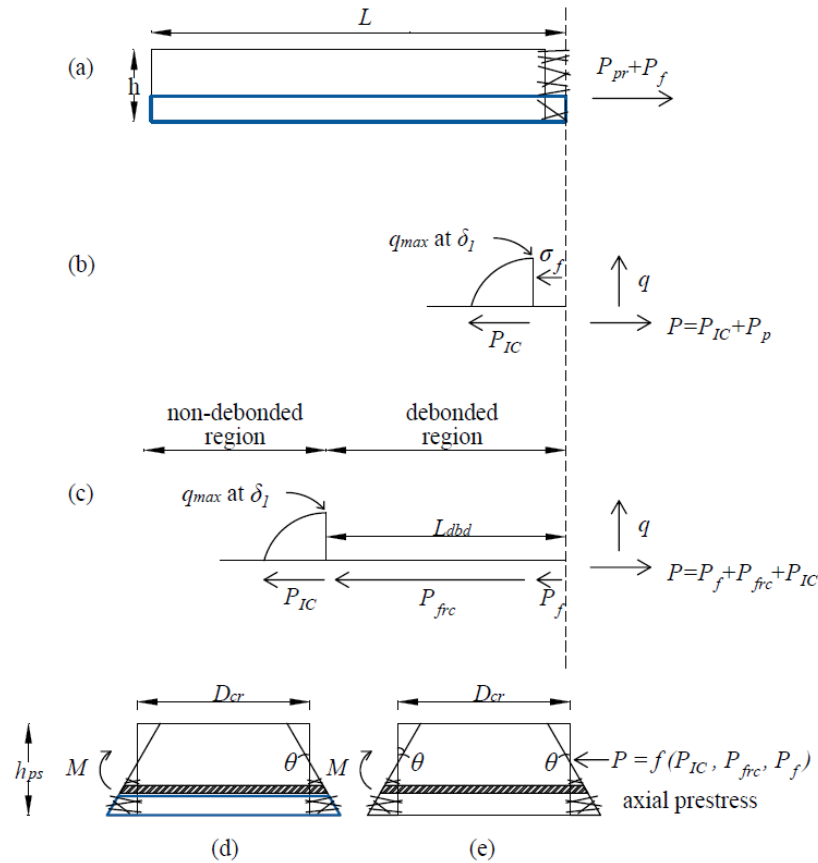 L
(a)
h
P_pr+P_f
(b)
q_max at δ_1
σ_f
q
P_IC
P=P_IC+P_p
non-debonded region
debonded region
(c)
q_max at δ_1
L_dbd
q
P_IC
P_frc
P_f
P=P_f+P_frc+P_IC
D_cr
D_cr
h_ps
M
θ
M
θ
θ
P = f(P_IC, P_frc, P_f)
axial prestress
(d)
(e)